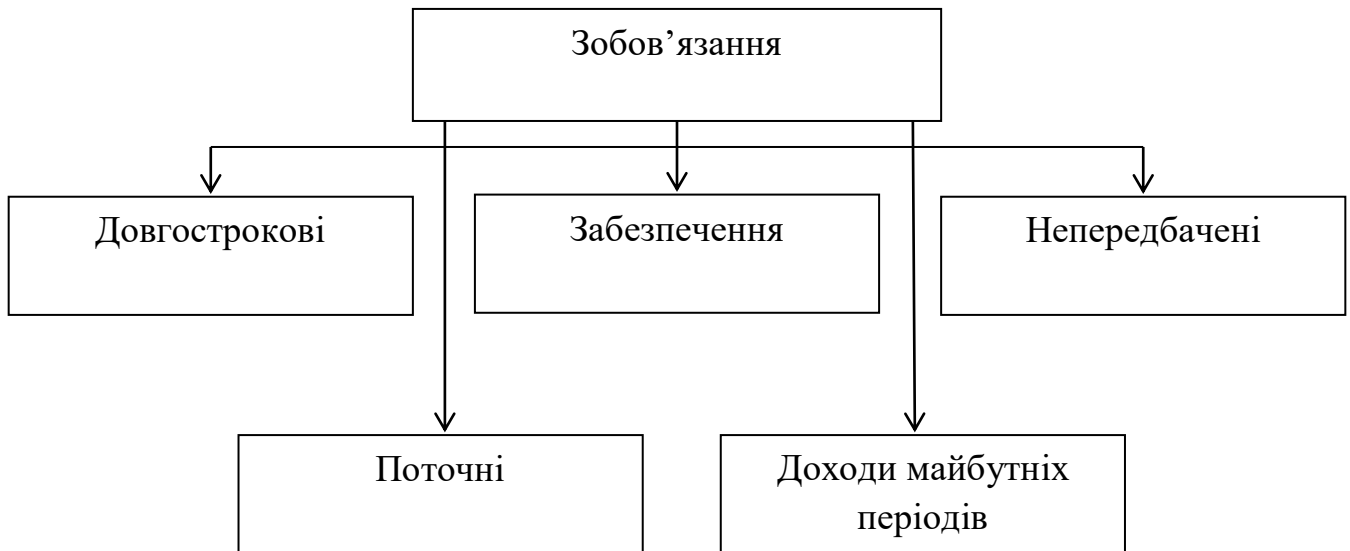 Зобов’язання
Довгострокові
Забезпечення
Непередбачені
Поточні
Доходи майбутніх
періодів